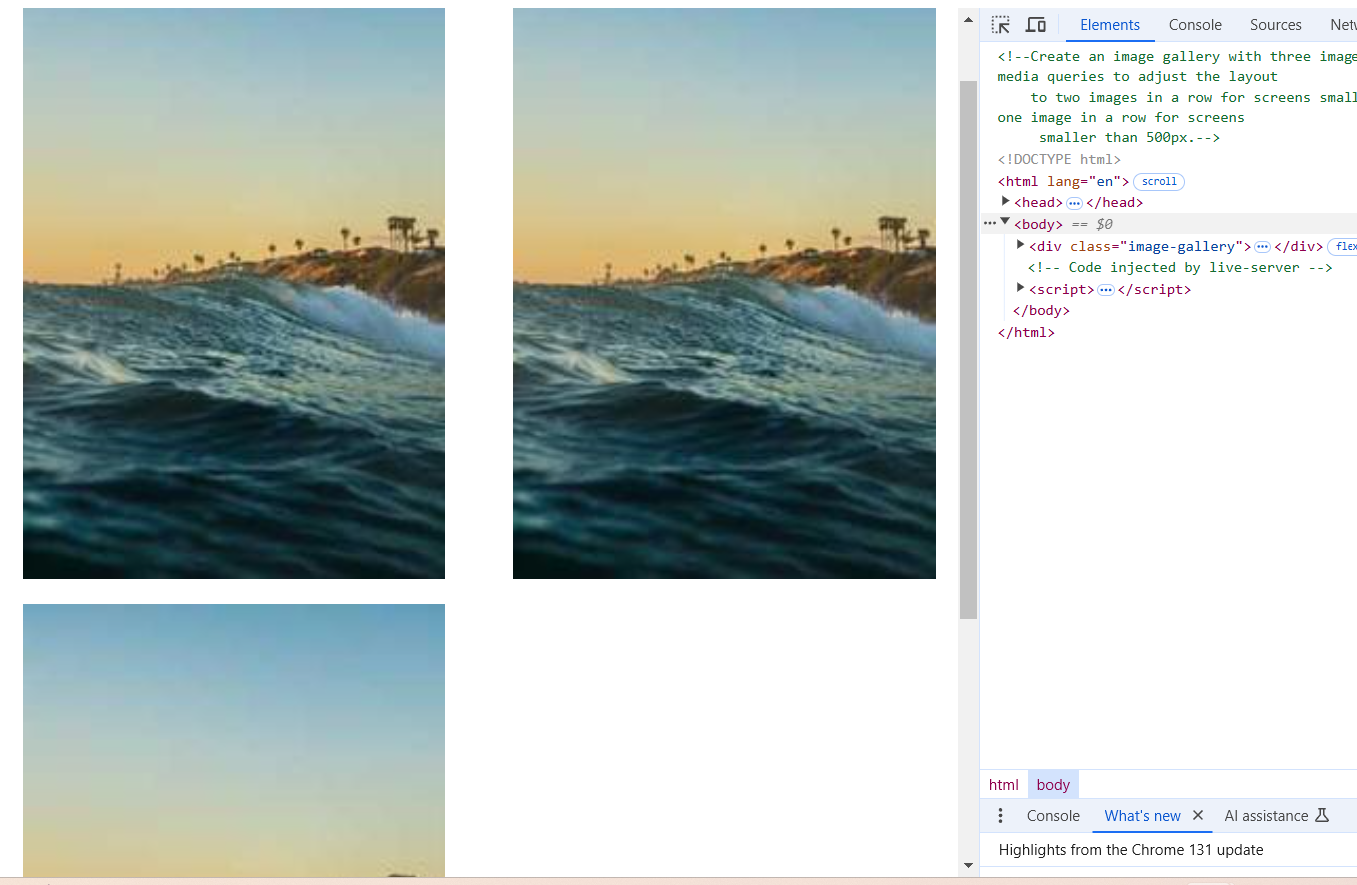 Elements Console Sources Netw
<!--Create an image gallery with three image
media queries to adjust the layout
to two images in a row for screens small
one image in a row for screens
smaller than 500px.-->
<!DOCTYPE html>
<html lang="en"> scroll
<head> ••• </head>
••• <body> == $0
<div class="image-gallery"> ••• </div> flex
<!-- Code injected by live-server -->
<script> ••• </script>
</body>
</html>
html body
Console What's new × AI assistance
Highlights from the Chrome 131 update